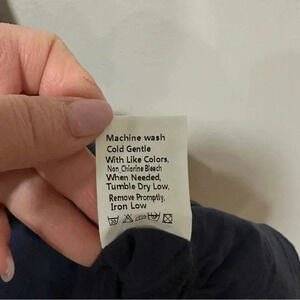 Machine wash
Cold Gentle
With Like Colors,
Non Chlorine Bleach
When Needed,
Tumble Dry Low,
Remove Promptly,
Iron Low